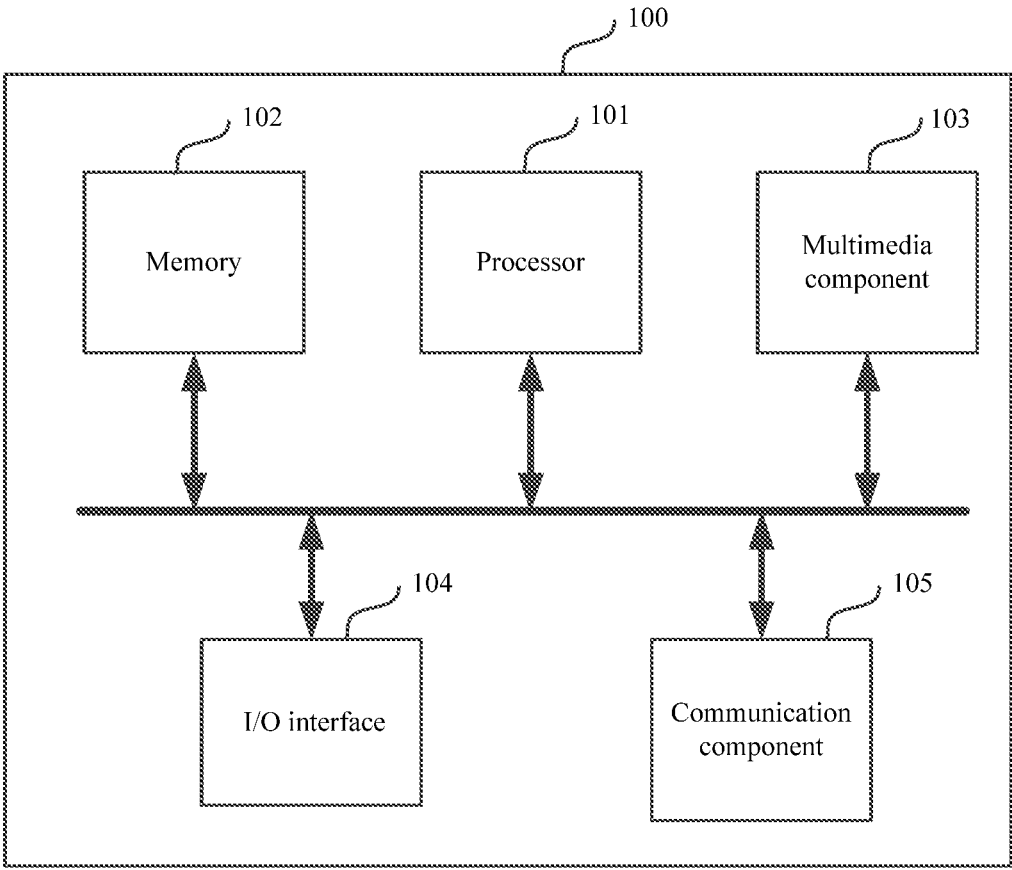 100
102
101
103
Memory
Processor
Multimedia
component
104
105
I/O interface
Communication
component